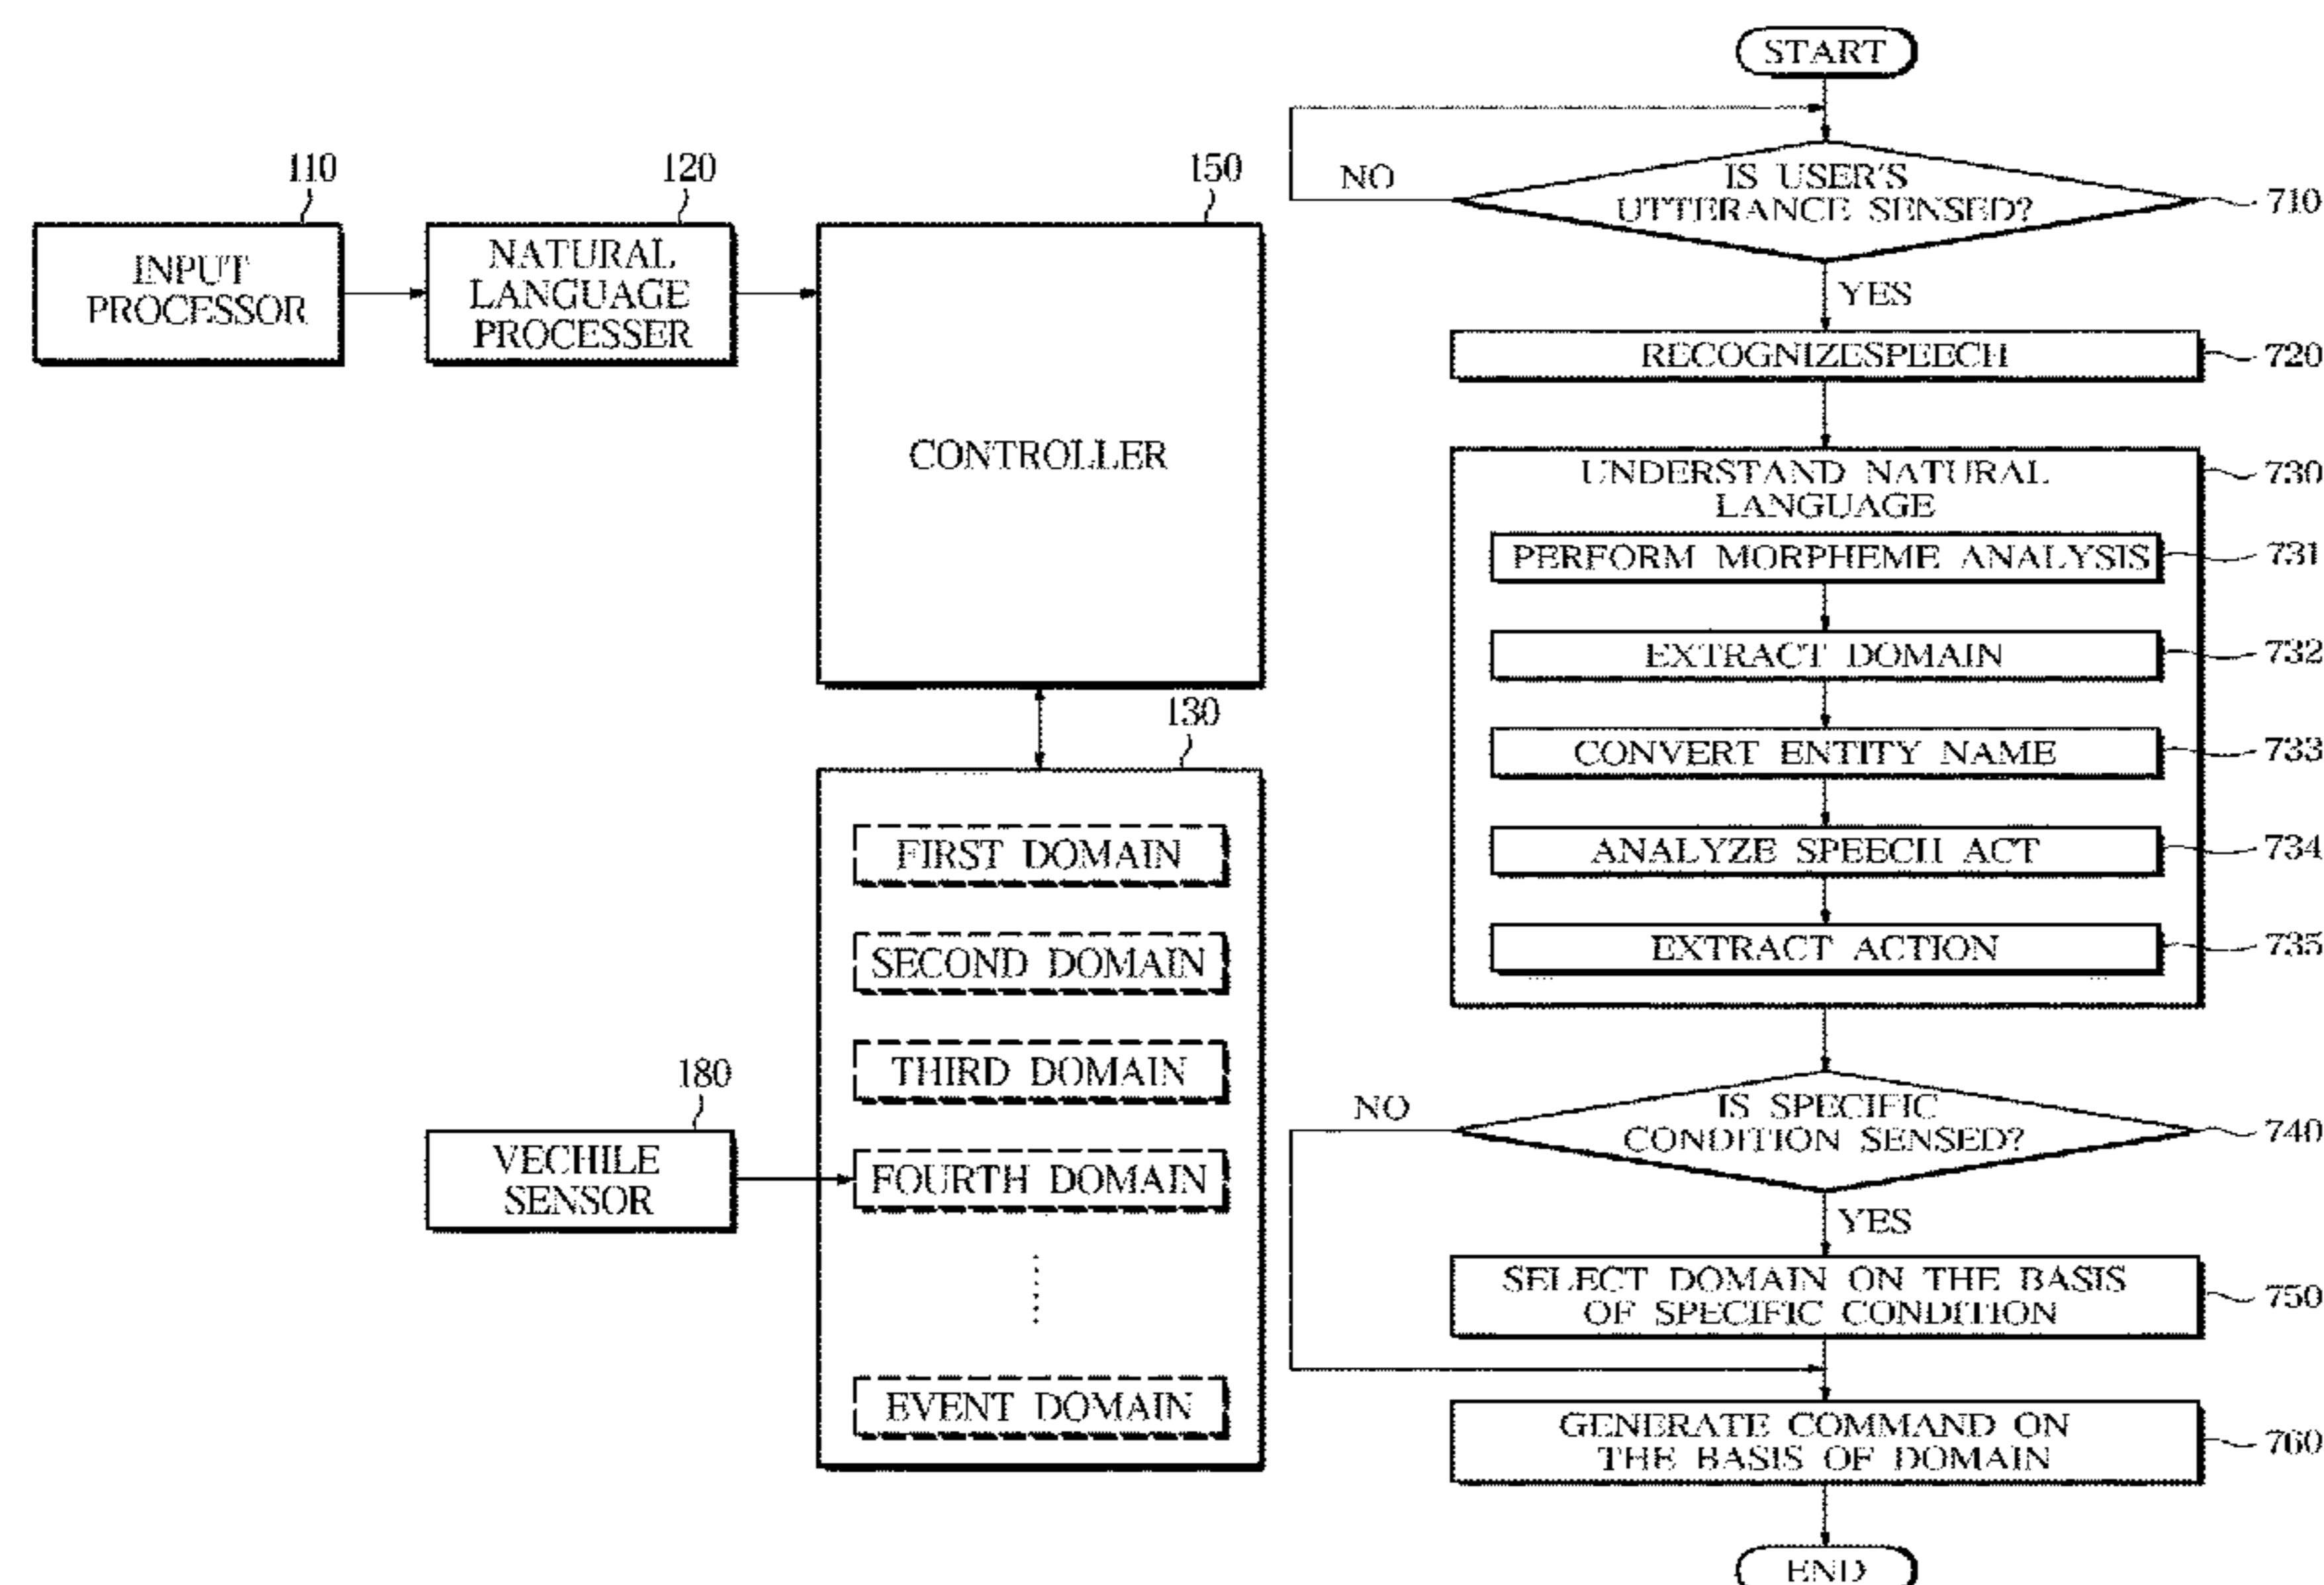 110
INPUT
PROCESSOR
120
NATURAL
LANGUAGE
PROCESSER
150
CONTROLLER
130
FIRST DOMAIN
SECOND DOMAIN
THIRD DOMAIN
FOURTH DOMAIN
EVENT DOMAIN
180
VECHILE
SENSOR
START
IS USER'S
UTTERANCE SENSED?
710
NO
YES
RECOGNIZESPEECH
720
UNDERSTAND NATURAL
LANGUAGE
730
PERFORM MORPHEME ANALYSIS
731
EXTRACT DOMAIN
732
CONVERT ENTITY NAME
733
ANALYZE SPEECH ACT
734
EXTRACT ACTION
735
IS SPECIFIC
CONDITION SENSED?
740
NO
YES
SELECT DOMAIN ON THE BASIS
OF SPECIFIC CONDITION
750
GENERATE COMMAND ON
THE BASIS OF DOMAIN
760
END